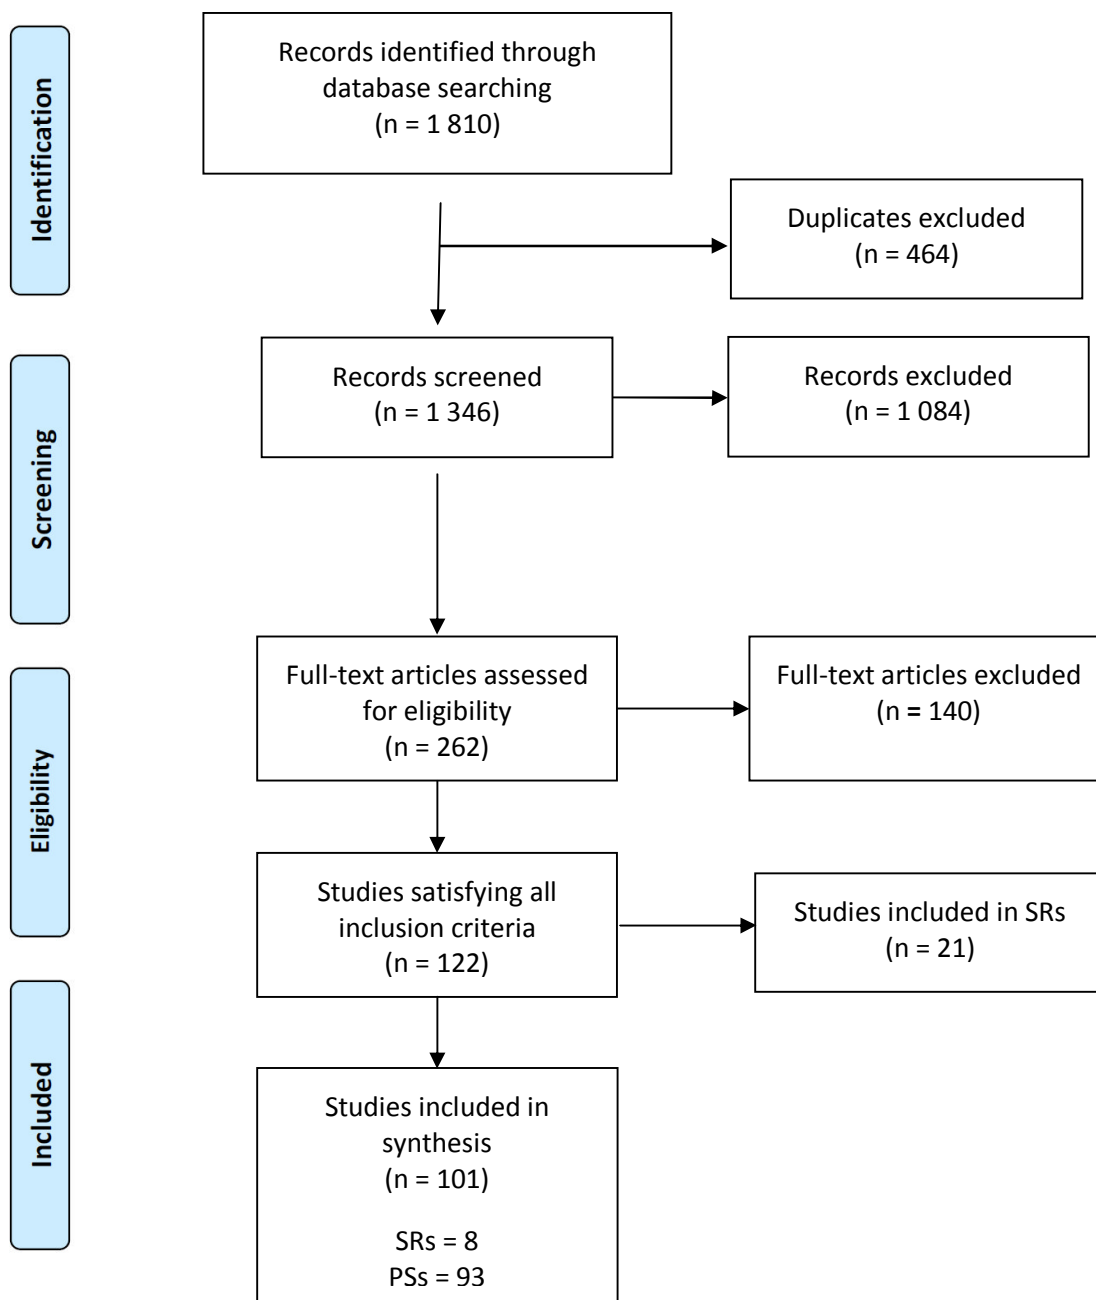 Identification
Records identified through
database searching
(n = 1 810)
Duplicates excluded
(n = 464)
Screening
Records screened
(n = 1 346)
Records excluded
(n = 1 084)
Eligibility
Full-text articles assessed
for eligibility
(n = 262)
Full-text articles excluded
(n = 140)
Studies satisfying all
inclusion criteria
(n = 122)
Studies included in SRs
(n = 21)
Included
Studies included in
synthesis
(n = 101)
SRs = 8
PSs = 93